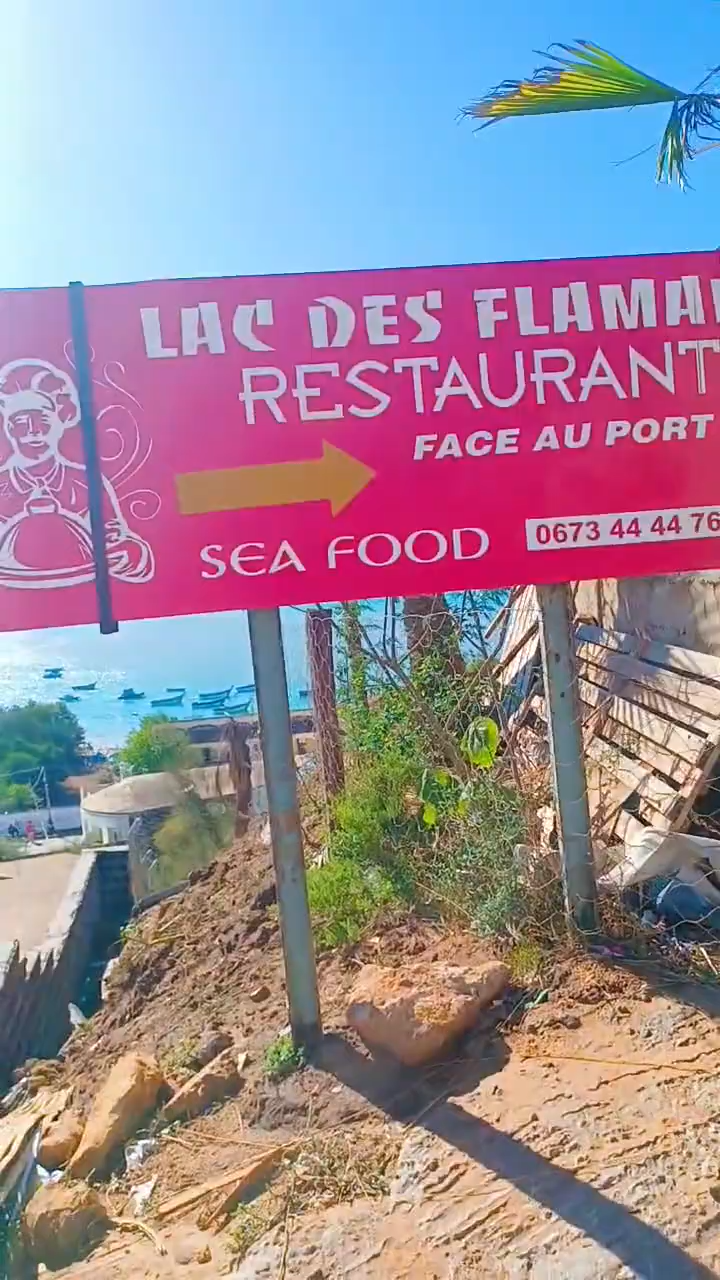 LAC DES FLAMA
RESTAURANT
FACE AU PORT
SEA FOOD
0673 44 44 76